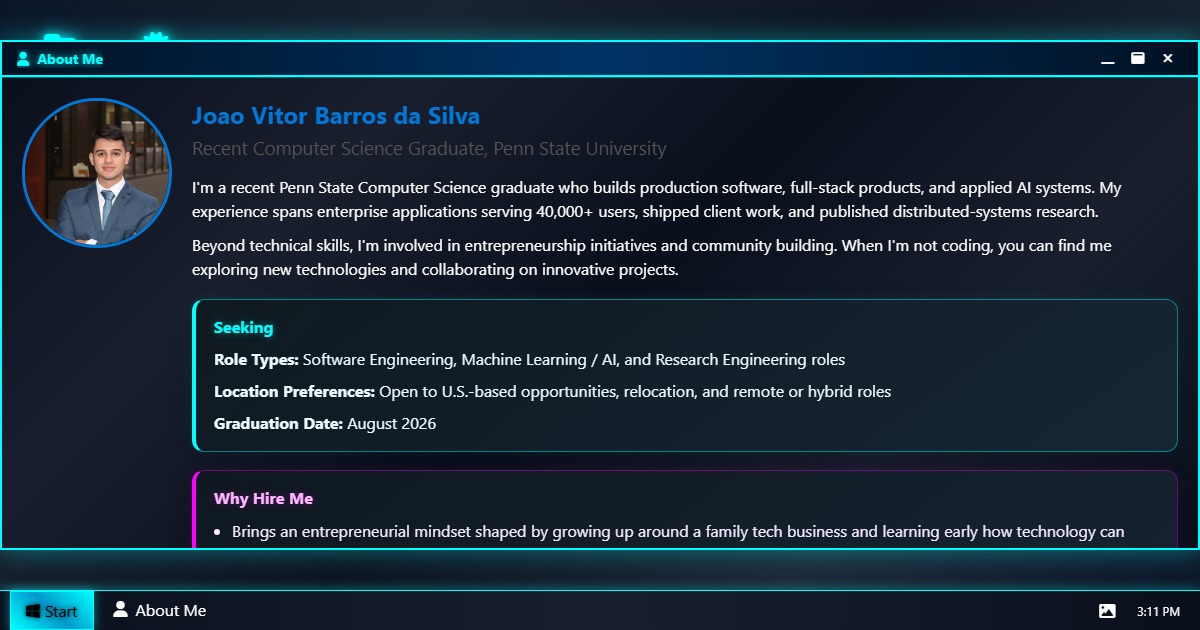 About Me
Joao Vitor Barros da Silva
Recent Computer Science Graduate, Penn State University
I'm a recent Penn State Computer Science graduate who builds production software, full-stack products, and applied AI systems. My
experience spans enterprise applications serving 40,000+ users, shipped client work, and published distributed-systems research.
Beyond technical skills, I'm involved in entrepreneurship initiatives and community building. When I'm not coding, you can find me
exploring new technologies and collaborating on innovative projects.
Seeking
Role Types: Software Engineering, Machine Learning / AI, and Research Engineering roles
Location Preferences: Open to U.S.-based opportunities, relocation, and remote or hybrid roles
Graduation Date: August 2026
Why Hire Me
• Brings an entrepreneurial mindset shaped by growing up around a family tech business and learning early how technology can
Start
About Me
3:11 PM